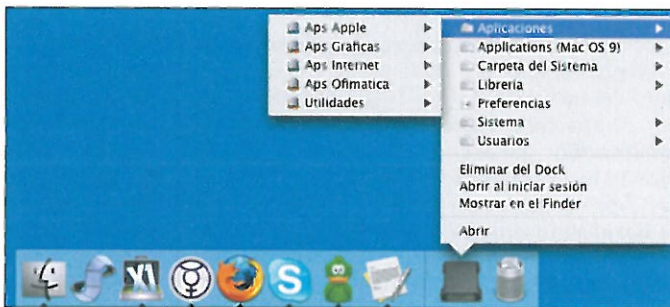 Aps Apple
Aps Graficas
Aps Internet
Aps Ofimatica
Utilidades
Aplicaciones
Applications (Mac OS 9)
Carpeta del Sistema
Librería
Preferencias
Sistema
Usuarios
Eliminar del Dock
Abrir al iniciar sesión
Mostrar en el Finder
Abrir